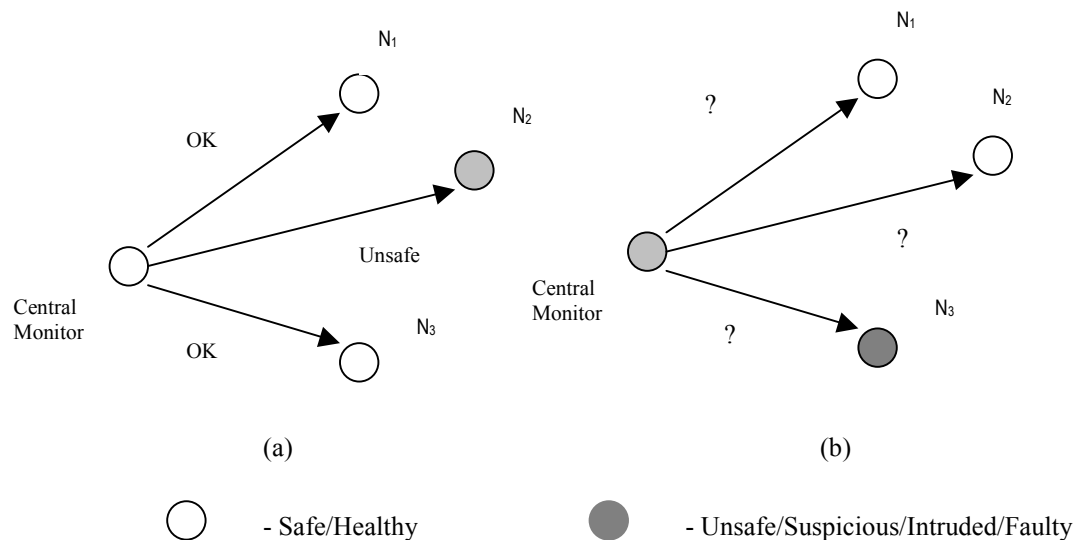 N₁
N₂
OK
Unsafe
Central
Monitor
N₃
OK
(a)
N₁
N₂
?
?
Central
Monitor
N₃
?
(b)
- Safe/Healthy
- Unsafe/Suspicious/Intruded/Faulty